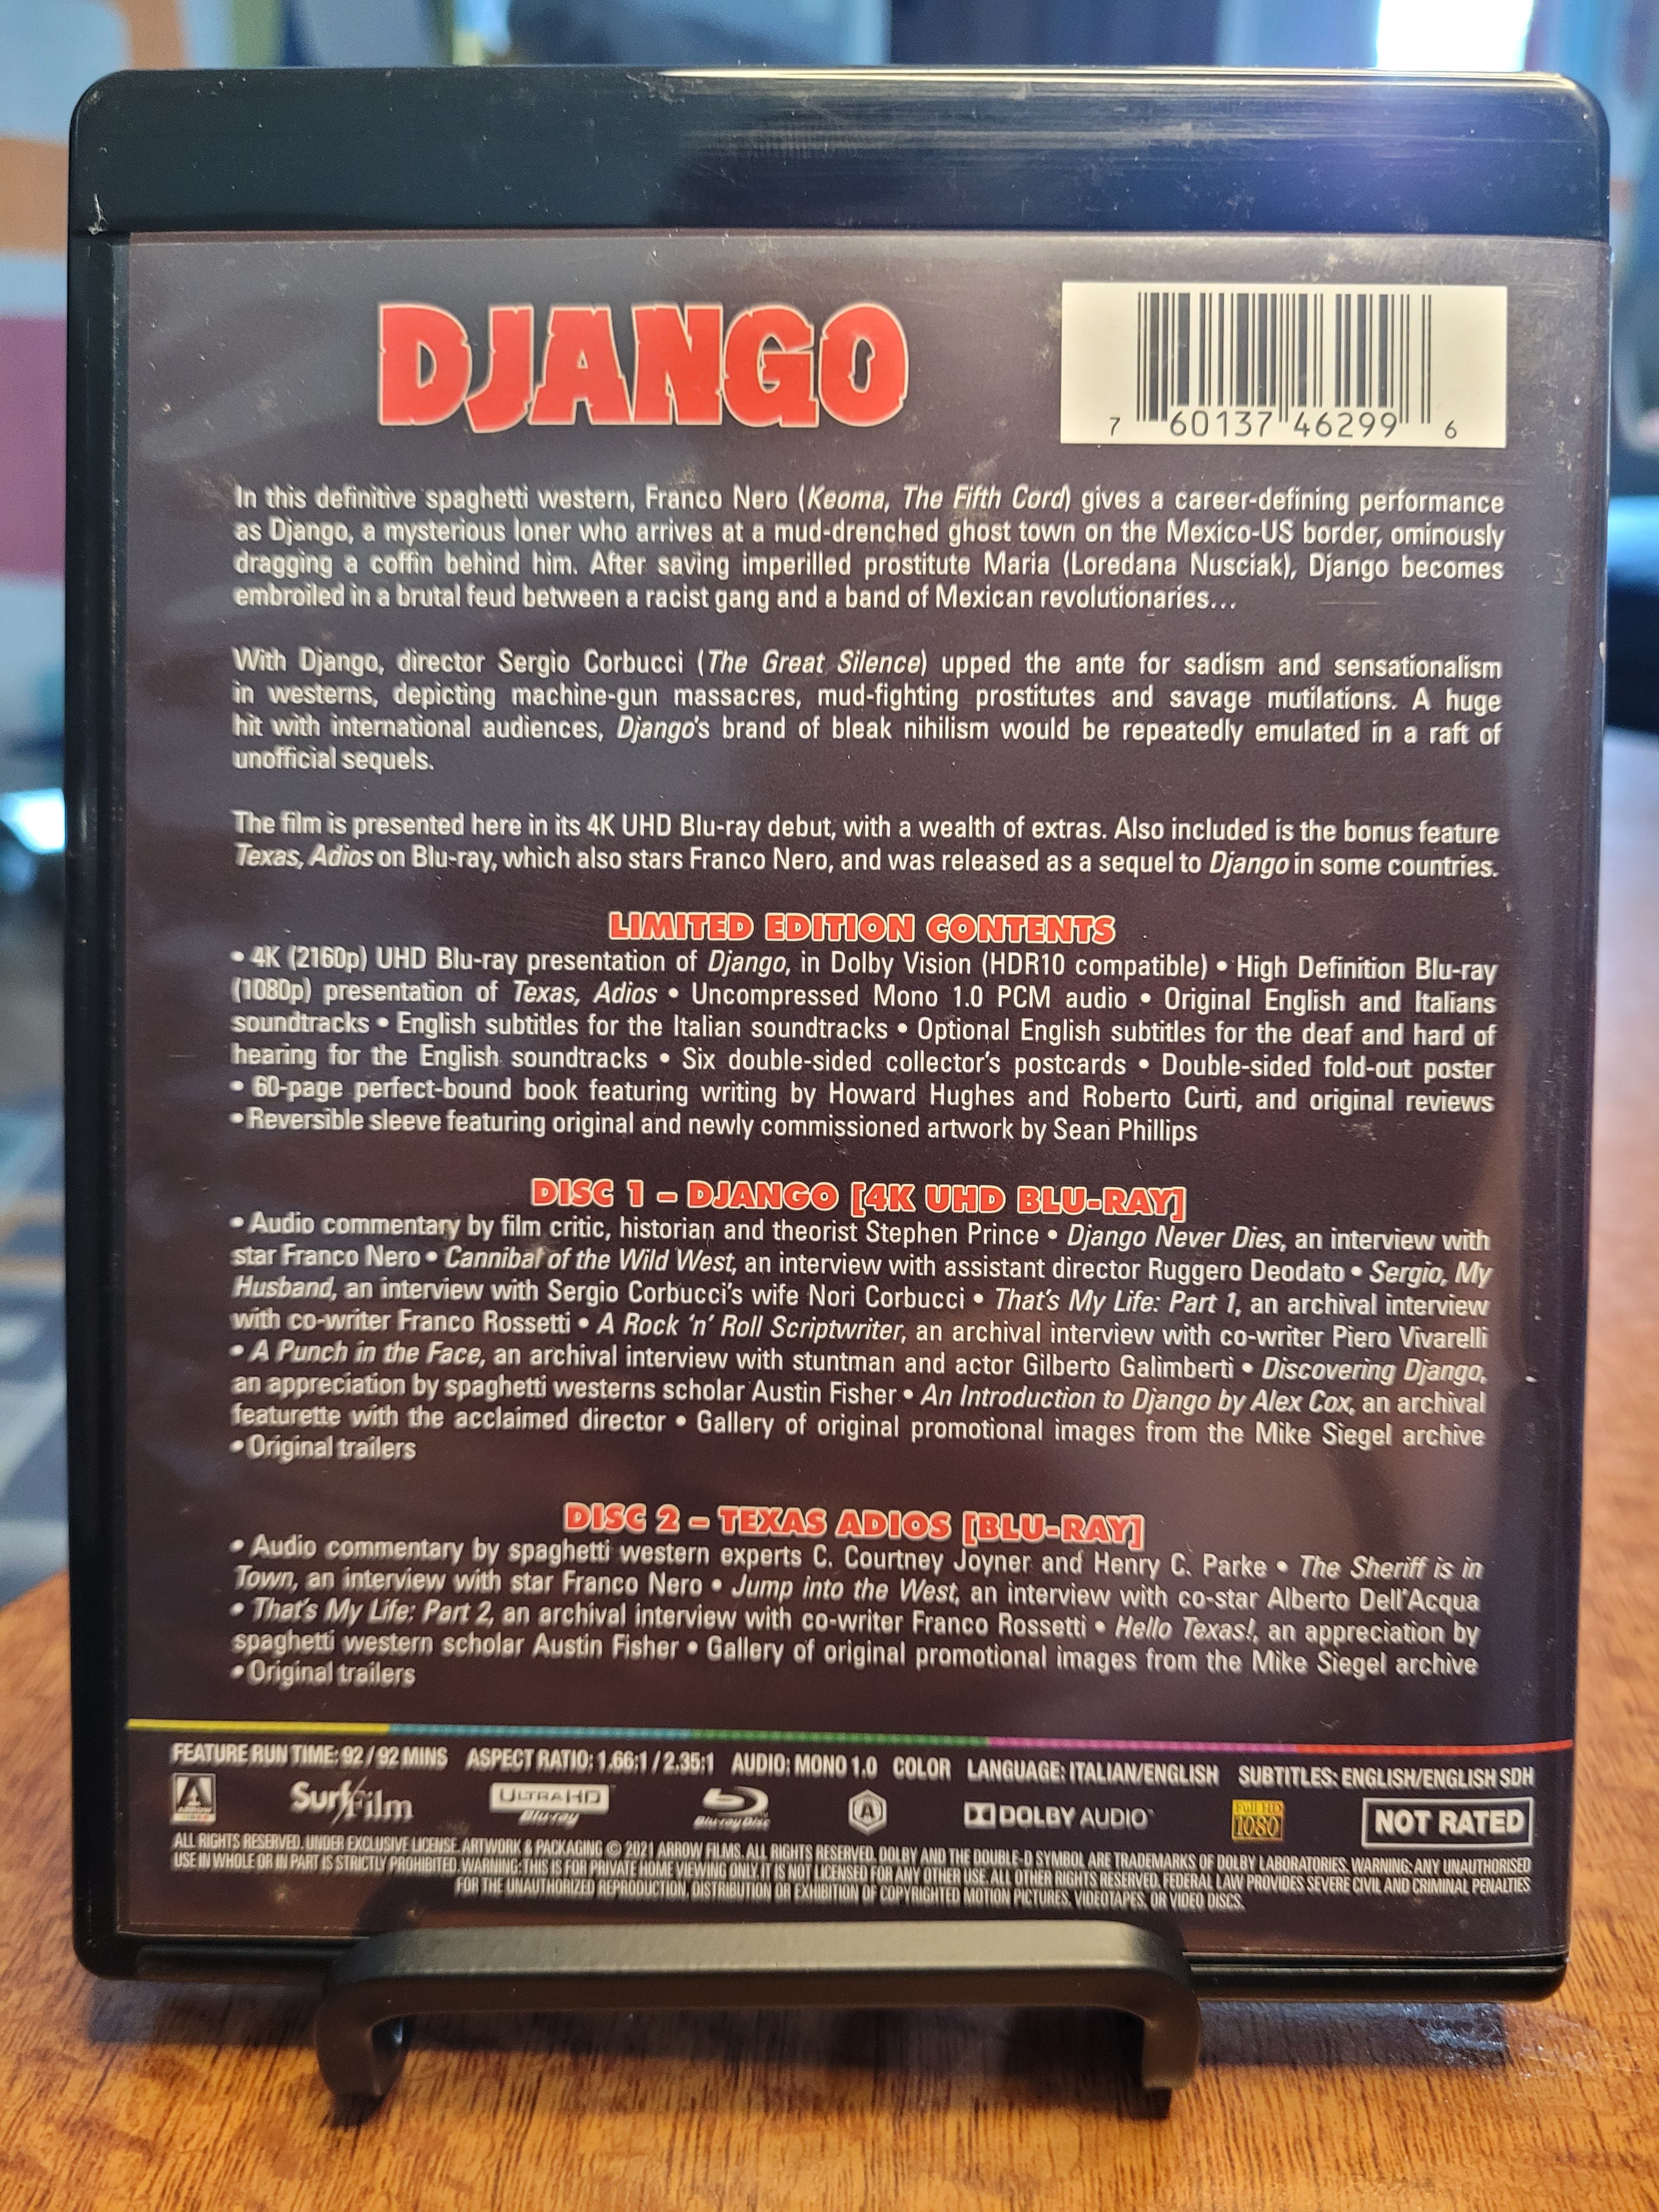 DJANGO
7 60137 46299 6
In this definitive spaghetti western, Franco Nero (Keoma, The Fifth Cord) gives a career-defining performance
as Django, a mysterious loner who arrives at a mud-drenched ghost town on the Mexico-US border, ominously
dragging a coffin behind him. After saving imperilled prostitute Maria (Loredana Nusciak), Django becomes
embroiled in a brutal feud between a racist gang and a band of Mexican revolutionaries...
With Django, director Sergio Corbucci (The Great Silence) upped the ante for sadism and sensationalism
in westerns, depicting machine-gun massacres, mud-fighting prostitutes and savage mutilations. A huge
hit with international audiences, Django's brand of bleak nihilism would be repeatedly emulated in a raft of
unofficial sequels.
The film is presented here in its 4K UHD Blu-ray debut, with a wealth of extras. Also included is the bonus feature
Texas, Adios on Blu-ray, which also stars Franco Nero, and was released as a sequel to Django in some countries.
LIMITED EDITION CONTENTS
• 4K (2160p) UHD Blu-ray presentation of Django, in Dolby Vision (HDR10 compatible) • High Definition Blu-ray
(1080p) presentation of Texas, Adios • Uncompressed Mono 1.0 PCM audio • Original English and Italians
soundtracks • English subtitles for the Italian soundtracks • Optional English subtitles for the deaf and hard of
hearing for the English soundtracks • Six double-sided collector's postcards • Double-sided fold-out poster
• 60-page perfect-bound book featuring writing by Howard Hughes and Roberto Curti, and original reviews
• Reversible sleeve featuring original and newly commissioned artwork by Sean Phillips
DISC 1 – DJANGO [4K UHD BLU-RAY]
• Audio commentary by film critic, historian and theorist Stephen Prince • Django Never Dies, an interview with
star Franco Nero • Cannibal of the Wild West, an interview with assistant director Ruggero Deodato • Sergio, My
Husband, an interview with Sergio Corbucci's wife Nori Corbucci • That's My Life: Part 1, an archival interview
with co-writer Franco Rossetti • A Rock 'n' Roll Scriptwriter, an archival interview with co-writer Piero Vivarelli
• A Punch in the Face, an archival interview with stuntman and actor Gilberto Galimberti • Discovering Django,
an appreciation by spaghetti westerns scholar Austin Fisher • An Introduction to Django by Alex Cox, an archival
featurette with the acclaimed director • Gallery of original promotional images from the Mike Siegel archive
• Original trailers
DISC 2 – TEXAS ADIOS [BLU-RAY]
• Audio commentary by spaghetti western experts C. Courtney Joyner and Henry C. Parke • The Sheriff is in
Town, an interview with star Franco Nero • Jump into the West, an interview with co-star Alberto Dell'Acqua
• That's My Life: Part 2, an archival interview with co-writer Franco Rossetti • Hello Texas!, an appreciation by
spaghetti western scholar Austin Fisher • Gallery of original promotional images from the Mike Siegel archive
• Original trailers
FEATURE RUN TIME: 92 / 92 MINS ASPECT RATIO: 1.66:1 / 2.35:1 AUDIO: MONO 1.0 COLOR LANGUAGE: ITALIAN/ENGLISH SUBTITLES: ENGLISH/ENGLISH SDH
A ARROW VIDEO Surf Film ULTRA HD Blu-ray Blu-ray Disc A DOLBY AUDIO™ Full HD 1080 NOT RATED
ALL RIGHTS RESERVED. UNDER EXCLUSIVE LICENSE. ARTWORK & PACKAGING © 2021 ARROW FILMS. ALL RIGHTS RESERVED. DOLBY AND THE DOUBLE-D SYMBOL ARE TRADEMARKS OF DOLBY LABORATORIES. WARNING: ANY UNAUTHORISED
USE IN WHOLE OR IN PART IS STRICTLY PROHIBITED. WARNING: THIS IS FOR PRIVATE HOME VIEWING ONLY. IT IS NOT LICENSED FOR ANY OTHER USE. ALL OTHER RIGHTS RESERVED. FEDERAL LAW PROVIDES SEVERE CIVIL AND CRIMINAL PENALTIES
FOR THE UNAUTHORIZED REPRODUCTION, DISTRIBUTION OR EXHIBITION OF COPYRIGHTED MOTION PICTURES, VIDEOTAPES, OR VIDEO DISCS.